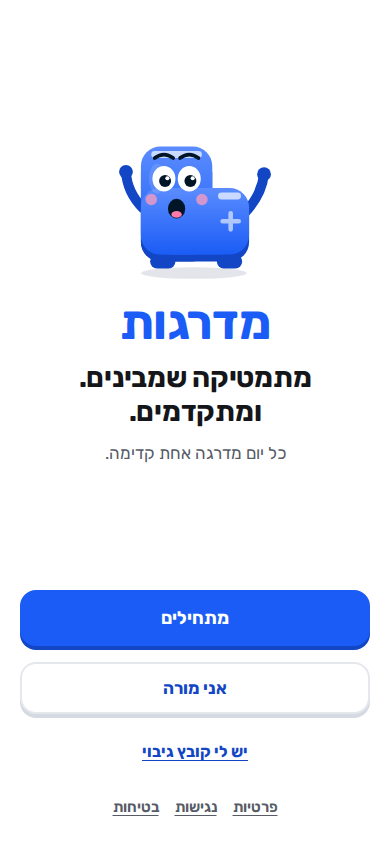 מדרגות
מתמטיקה שמבינים.
ומתקדמים.
כל יום מדרגה אחת קדימה.
מתחילים
אני מורה
יש לי קובץ גיבוי
פרטיות נגישות בטיחות